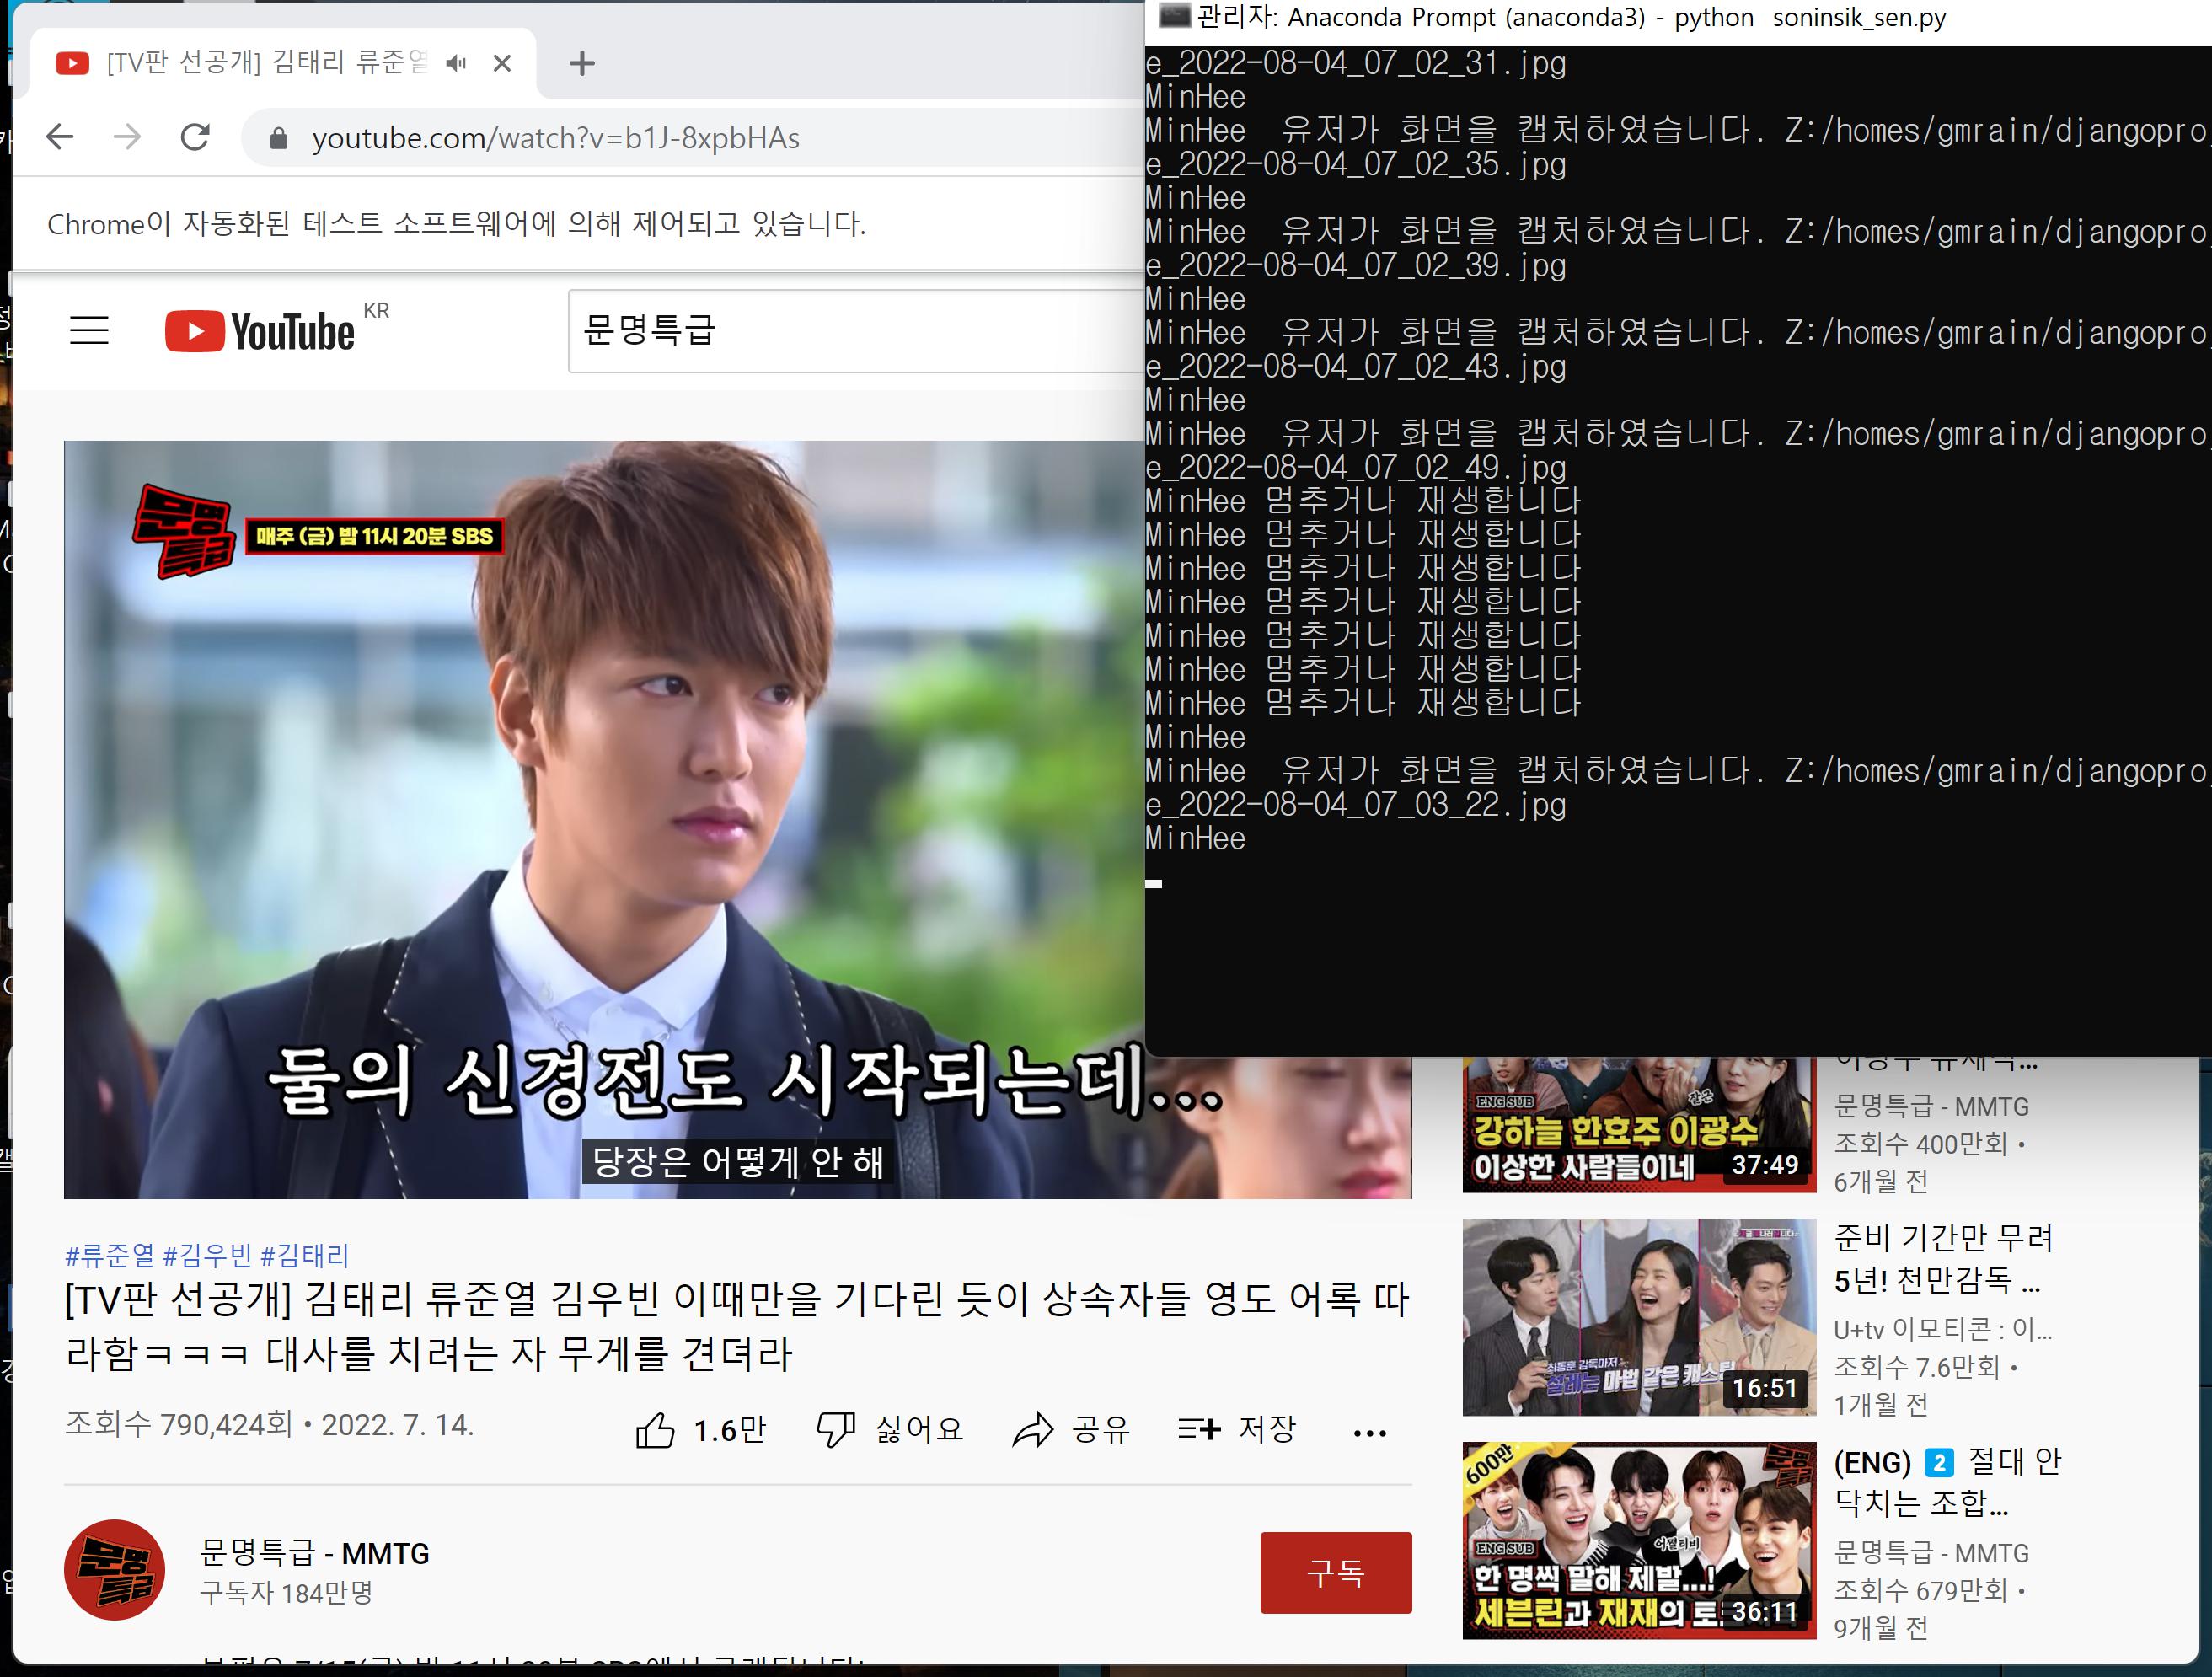 [TV판 선공개] 김태리 류준열
youtube.com/watch?v=b1J-8xpbHAs
Chrome이 자동화된 테스트 소프트웨어에 의해 제어되고 있습니다.
YouTube KR
문명특급
문명특급
매주 (금) 밤 11시 20분 SBS
둘의 신경전도 시작되는데...
당장은 어떻게 안 해
#류준열 #김우빈 #김태리
[TV판 선공개] 김태리 류준열 김우빈 이때만을 기다린 듯이 상속자들 영도 어록 따
라함ㅋㅋㅋ 대사를 치려는 자 무게를 견뎌라
조회수 790,424회 • 2022. 7. 14.
1.6만
싫어요
공유
저장
문명특급
문명특급 - MMTG
구독자 184만명
구독
관리자: Anaconda Prompt (anaconda3) - python soninsik_sen.py
e_2022-08-04_07_02_31.jpg
MinHee
MinHee 유저가 화면을 캡처하였습니다. Z:/homes/gmrain/djangopro
e_2022-08-04_07_02_35.jpg
MinHee
MinHee 유저가 화면을 캡처하였습니다. Z:/homes/gmrain/djangopro
e_2022-08-04_07_02_39.jpg
MinHee
MinHee 유저가 화면을 캡처하였습니다. Z:/homes/gmrain/djangopro
e_2022-08-04_07_02_43.jpg
MinHee
MinHee 유저가 화면을 캡처하였습니다. Z:/homes/gmrain/djangopro
e_2022-08-04_07_02_49.jpg
MinHee 멈추거나 재생합니다
MinHee 멈추거나 재생합니다
MinHee 멈추거나 재생합니다
MinHee 멈추거나 재생합니다
MinHee 멈추거나 재생합니다
MinHee 멈추거나 재생합니다
MinHee 멈추거나 재생합니다
MinHee
MinHee 유저가 화면을 캡처하였습니다. Z:/homes/gmrain/djangopro
e_2022-08-04_07_03_22.jpg
MinHee
ENG SUB
강하늘 한효주 이광수
이상한 사람들이네
37:49
문명특급 - MMTG
조회수 400만회 •
6개월 전
최동훈 감독마저
설레는 마법 같은 캐스팅
16:51
준비 기간만 무려
5년! 천만감독 ...
U+tv 이모티콘 : 이...
조회수 7.6만회 •
1개월 전
600만
문명특급
ENG SUB
어쩔티비
한 명씩 말해 제발...!
세븐틴과 재재의
36:11
(ENG) 2 절대 안
닥치는 조합...
문명특급 - MMTG
조회수 679만회 •
9개월 전